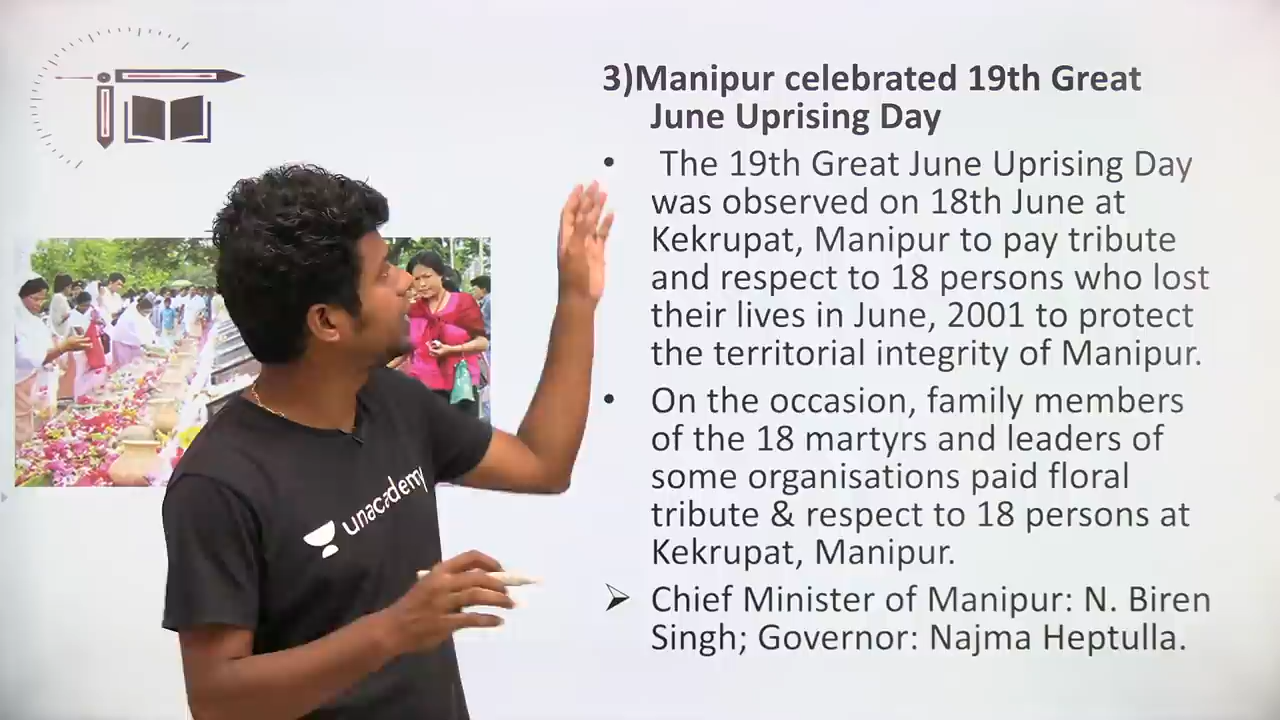 3)Manipur celebrated 19th Great
June Uprising Day
• The 19th Great June Uprising Day
was observed on 18th June at
Kekrupat, Manipur to pay tribute
and respect to 18 persons who lost
their lives in June, 2001 to protect
the territorial integrity of Manipur.
• On the occasion, family members
of the 18 martyrs and leaders of
some organisations paid floral
tribute & respect to 18 persons at
Kekrupat, Manipur.
➢ Chief Minister of Manipur: N. Biren
Singh; Governor: Najma Heptulla.
unacademy